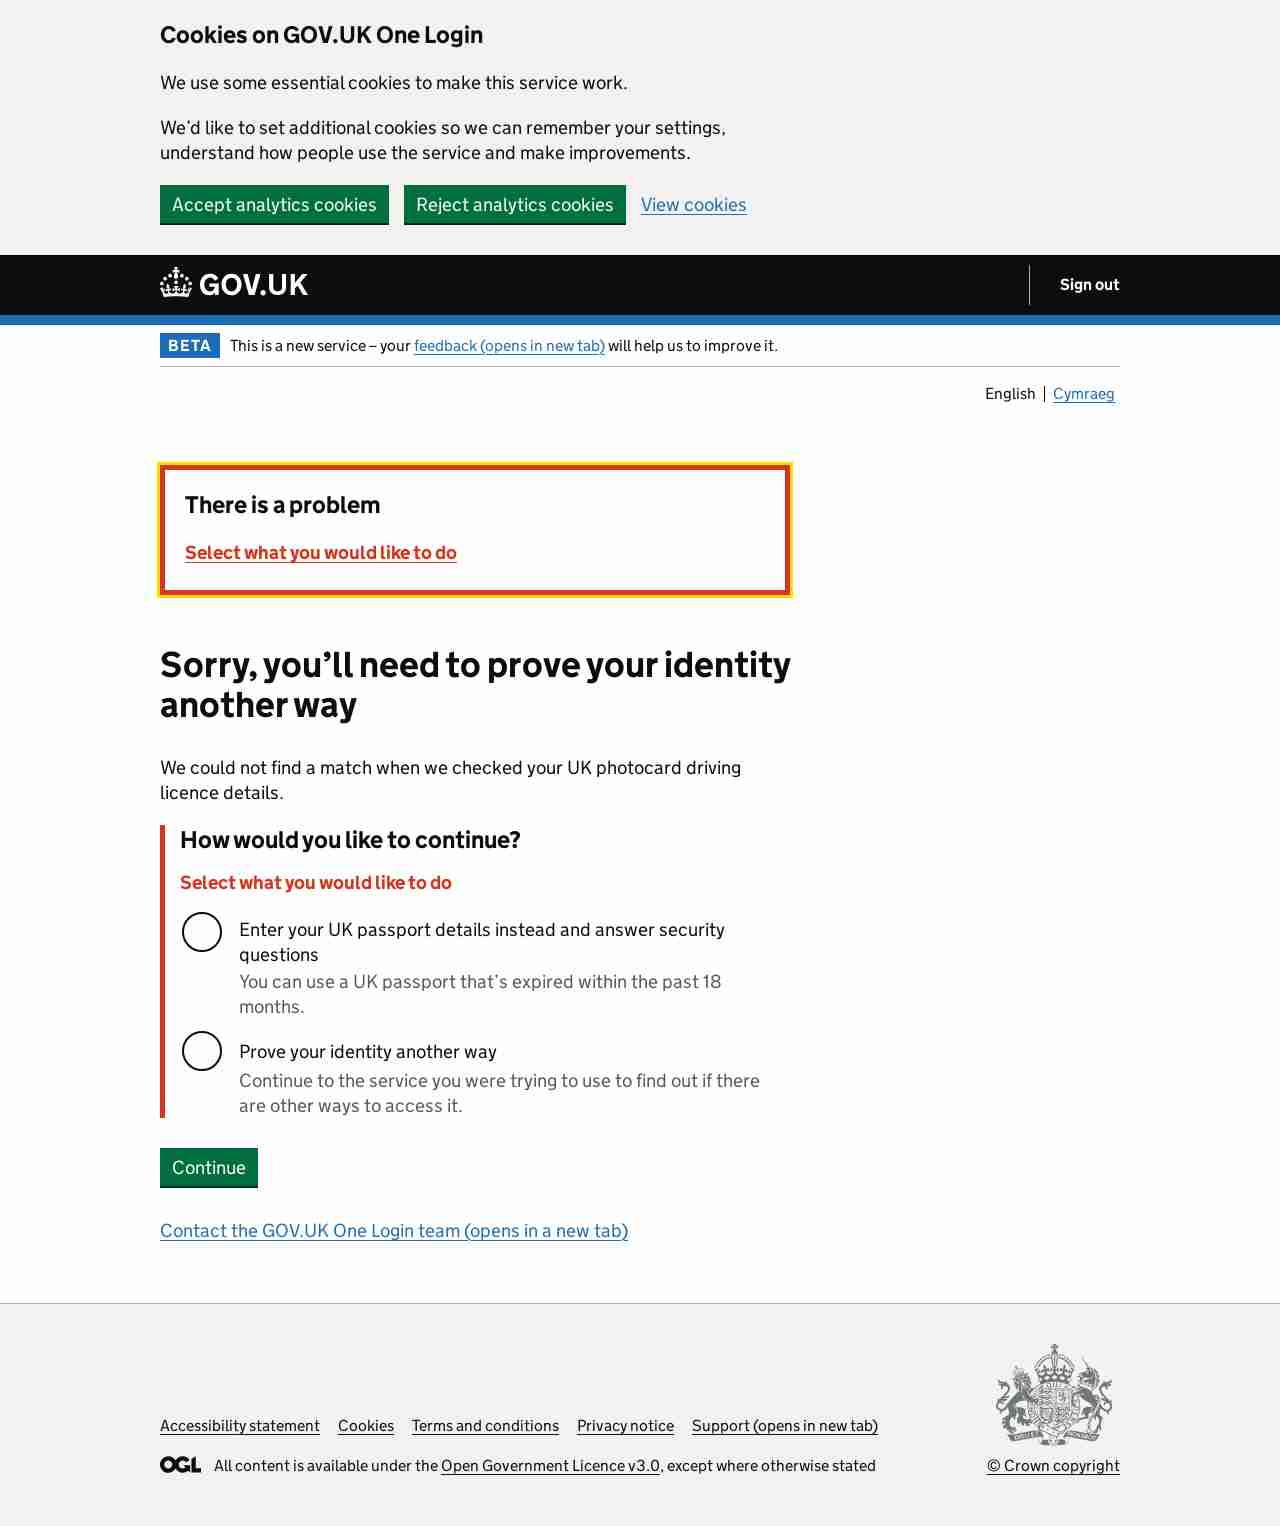 Cookies on GOV.UK One Login
We use some essential cookies to make this service work.
We’d like to set additional cookies so we can remember your settings,
understand how people use the service and make improvements.
Accept analytics cookies Reject analytics cookies View cookies
GOV.UK Sign out
BETA This is a new service – your feedback (opens in new tab) will help us to improve it.
English Cymraeg
There is a problem
Select what you would like to do
Sorry, you’ll need to prove your identity
another way
We could not find a match when we checked your UK photocard driving
licence details.
How would you like to continue?
Select what you would like to do
Enter your UK passport details instead and answer security
questions
You can use a UK passport that’s expired within the past 18
months.
Prove your identity another way
Continue to the service you were trying to use to find out if there
are other ways to access it.
Continue
Contact the GOV.UK One Login team (opens in a new tab)
Accessibility statement Cookies Terms and conditions Privacy notice Support (opens in new tab)
OGL All content is available under the Open Government Licence v3.0, except where otherwise stated
© Crown copyright